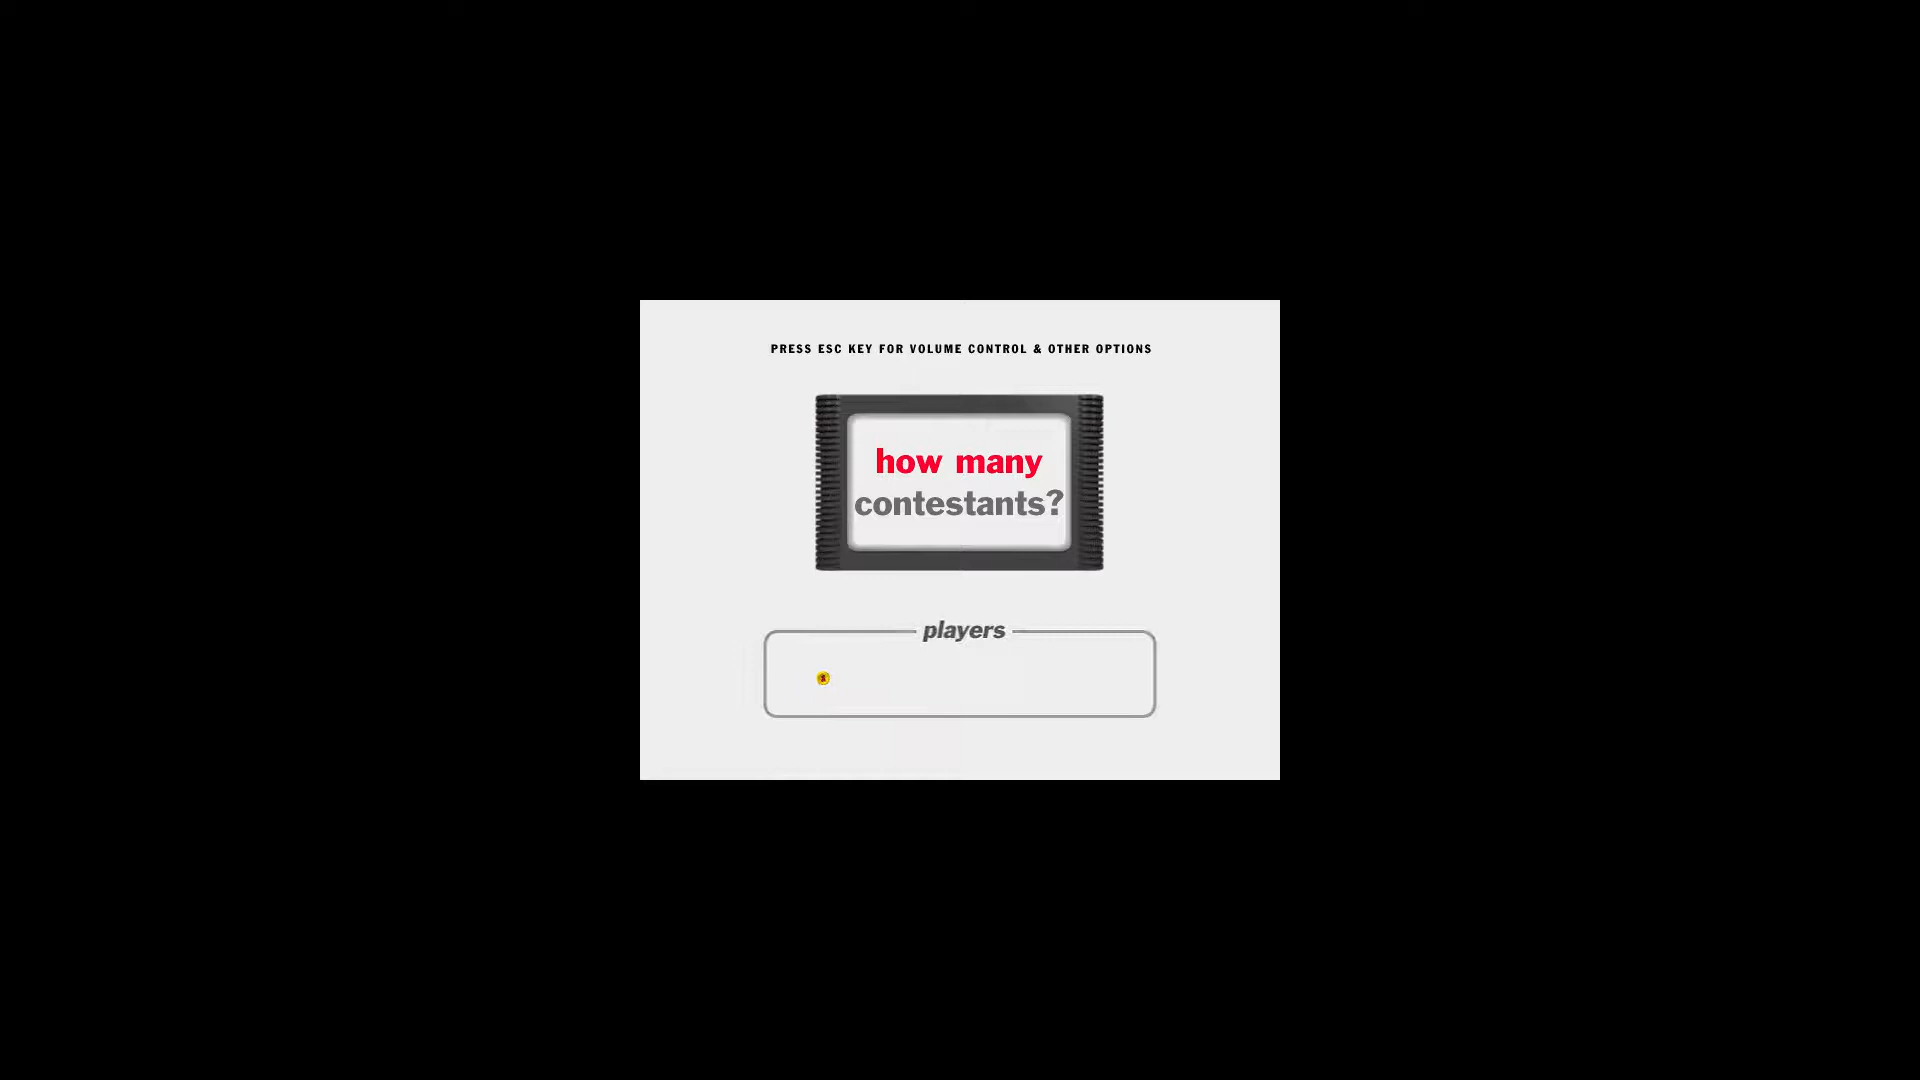 PRESS ESC KEY FOR VOLUME CONTROL & OTHER OPTIONS
how many
contestants?
players